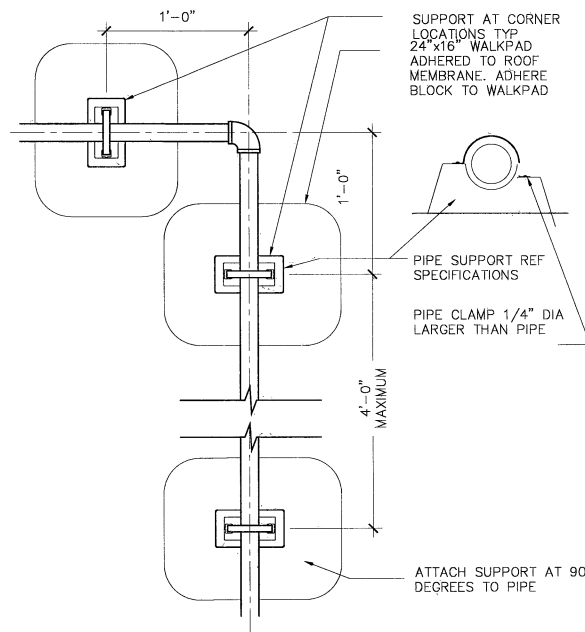 1'-0"
SUPPORT AT CORNER
LOCATIONS TYP
24"x16" WALKPAD
ADHERED TO ROOF
MEMBRANE. ADHERE
BLOCK TO WALKPAD
1'-0"
PIPE SUPPORT REF
SPECIFICATIONS
PIPE CLAMP 1/4" DIA
LARGER THAN PIPE
4'-0"
MAXIMUM
ATTACH SUPPORT AT 90
DEGREES TO PIPE